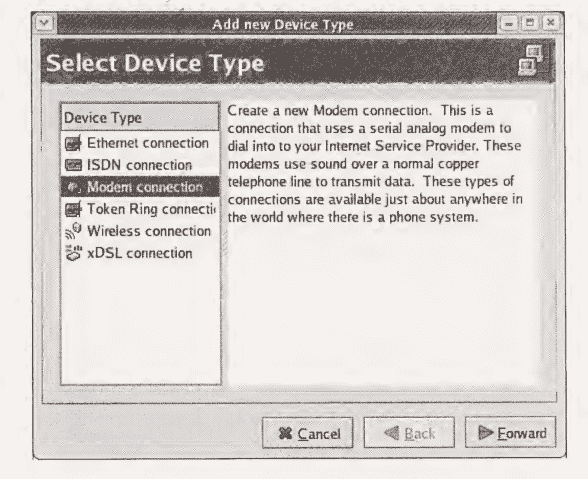 Add new Device Type
Select Device Type
Device Type
Ethernet connection
ISDN connection
Modem connection
Token Ring connecti
Wireless connection
xDSL connection
Create a new Modem connection. This is a
connection that uses a serial analog modem to
dial into to your Internet Service Provider. These
modems use sound over a normal copper
telephone line to transmit data. These types of
connections are available just about anywhere in
the world where there is a phone system.
Cancel
Back
Forward